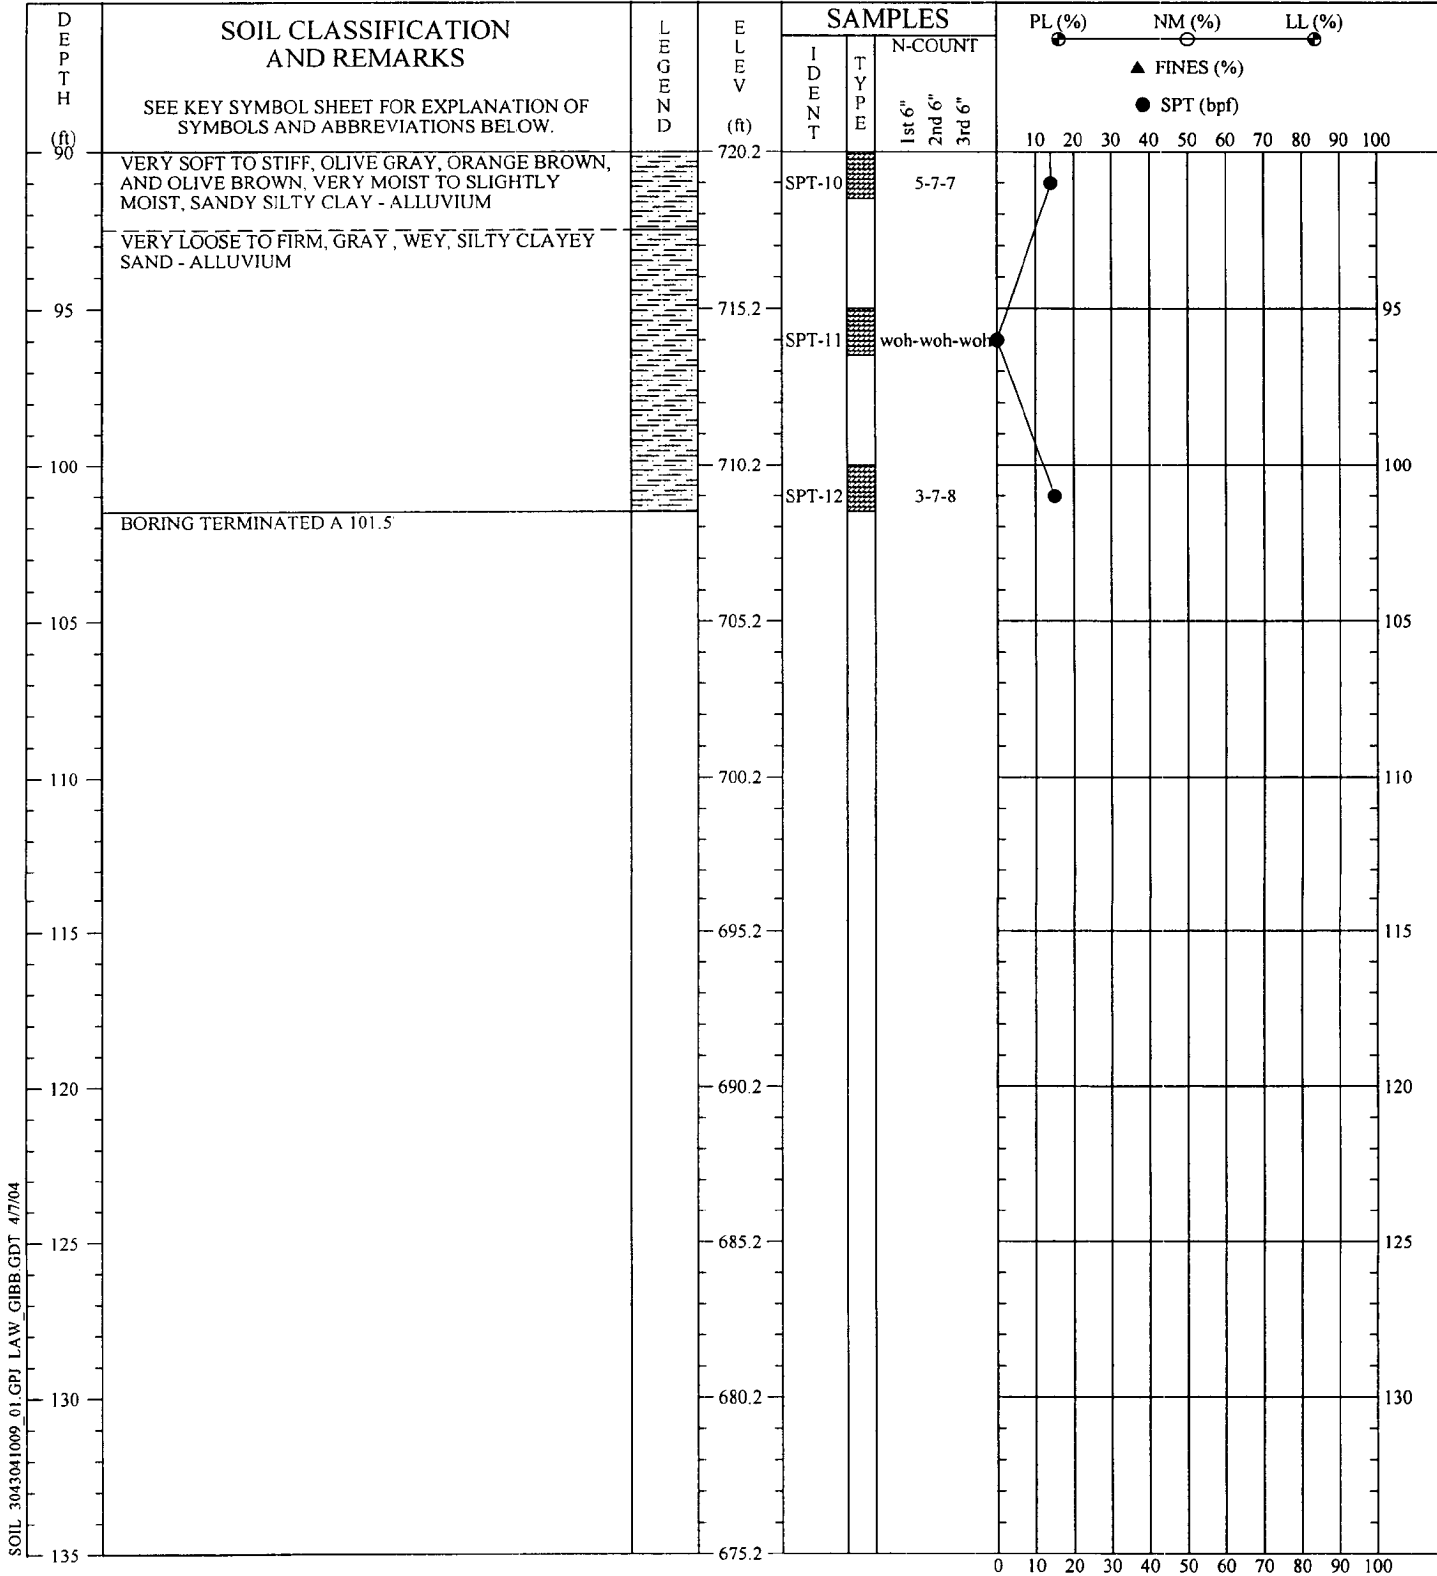 DEPTH (ft)
SOIL CLASSIFICATION
AND REMARKS
SEE KEY SYMBOL SHEET FOR EXPLANATION OF
SYMBOLS AND ABBREVIATIONS BELOW.
LEGEND
ELEV (ft)
SAMPLES
IDENT
TYPE
N-COUNT
1st 6"
2nd 6"
3rd 6"
PL (%) NM (%) LL (%)
▲ FINES (%)
● SPT (bpf)
10 20 30 40 50 60 70 80 90 100
90 720.2
VERY SOFT TO STIFF, OLIVE GRAY, ORANGE BROWN,
AND OLIVE BROWN, VERY MOIST TO SLIGHTLY
MOIST, SANDY SILTY CLAY - ALLUVIUM
SPT-10 5-7-7
VERY LOOSE TO FIRM, GRAY , WEY, SILTY CLAYEY
SAND - ALLUVIUM
95 715.2 95
SPT-11 woh-woh-woh
100 710.2 100
SPT-12 3-7-8
BORING TERMINATED A 101.5'
105 705.2 105
110 700.2 110
115 695.2 115
120 690.2 120
125 685.2 125
130 680.2 130
135 675.2
0 10 20 30 40 50 60 70 80 90 100
SOIL 3043041009_01.GPJ LAW_GIBB.GDT 4/7/04